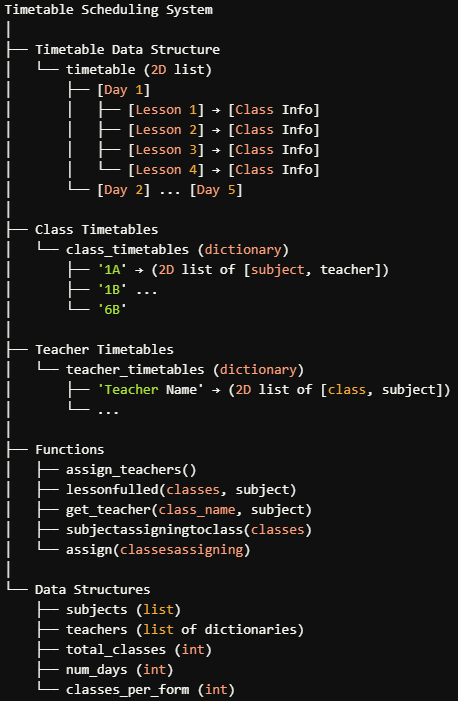 Timetable Scheduling System
│
├── Timetable Data Structure
│   └── timetable (2D list)
│       ├── [Day 1]
│       │   ├── [Lesson 1] → [Class Info]
│       │   ├── [Lesson 2] → [Class Info]
│       │   ├── [Lesson 3] → [Class Info]
│       │   └── [Lesson 4] → [Class Info]
│       └── [Day 2] ... [Day 5]
│
├── Class Timetables
│   └── class_timetables (dictionary)
│       ├── '1A' → (2D list of [subject, teacher])
│       ├── '1B' ...
│       └── '6B'
│
├── Teacher Timetables
│   └── teacher_timetables (dictionary)
│       ├── 'Teacher Name' → (2D list of [class, subject])
│       └── ...
│
├── Functions
│   ├── assign_teachers()
│   ├── lessonfulled(classes, subject)
│   ├── get_teacher(class_name, subject)
│   ├── subjectassigningtoclass(classes)
│   └── assign(classesassigning)
│
└── Data Structures
    ├── subjects (list)
    ├── teachers (list of dictionaries)
    ├── total_classes (int)
    ├── num_days (int)
    └── classes_per_form (int)